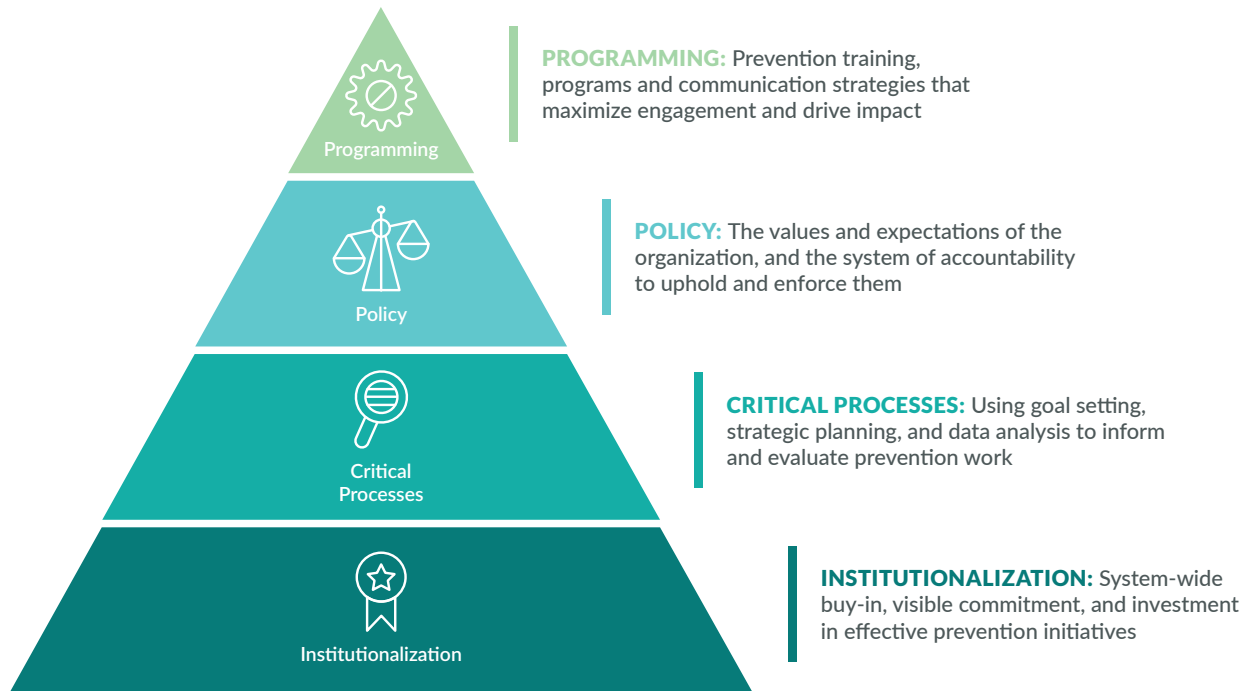 Programming
PROGRAMMING: Prevention training,
programs and communication strategies that
maximize engagement and drive impact
Policy
POLICY: The values and expectations of the
organization, and the system of accountability
to uphold and enforce them
Critical
Processes
CRITICAL PROCESSES: Using goal setting,
strategic planning, and data analysis to inform
and evaluate prevention work
Institutionalization
INSTITUTIONALIZATION: System-wide
buy-in, visible commitment, and investment
in effective prevention initiatives